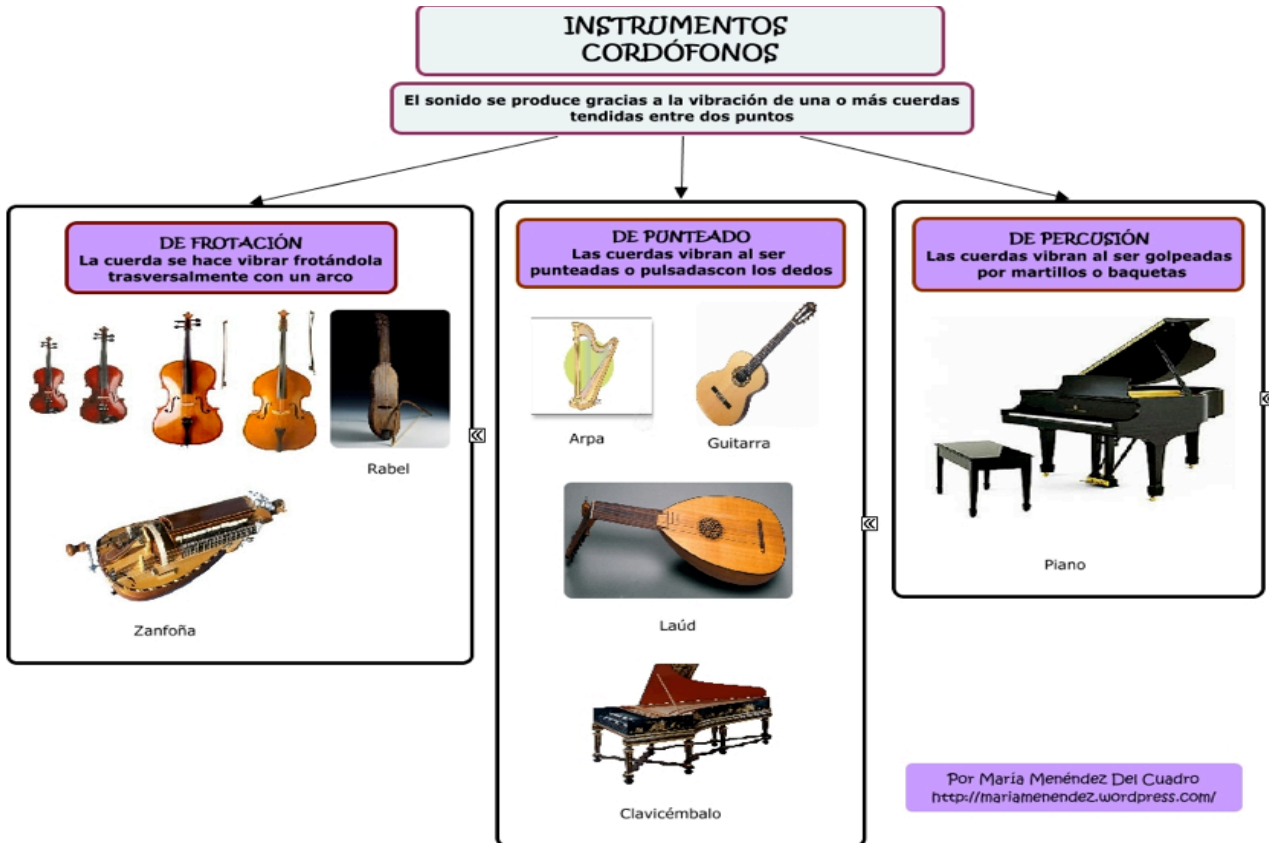 INSTRUMENTOS
CORDÓFONOS
El sonido se produce gracias a la vibración de una o más cuerdas
tendidas entre dos puntos
DE FROTACIÓN
La cuerda se hace vibrar frotándola
trasversalmente con un arco
Rabel
Zanfoña
DE PUNTEADO
Las cuerdas vibran al ser
punteadas o pulsadascon los dedos
Arpa
Guitarra
Laúd
Clavicémbalo
DE PERCUSIÓN
Las cuerdas vibran al ser golpeadas
por martillos o baquetas
Piano
Por María Menéndez Del Cuadro
http://mariamenendez.wordpress.com/